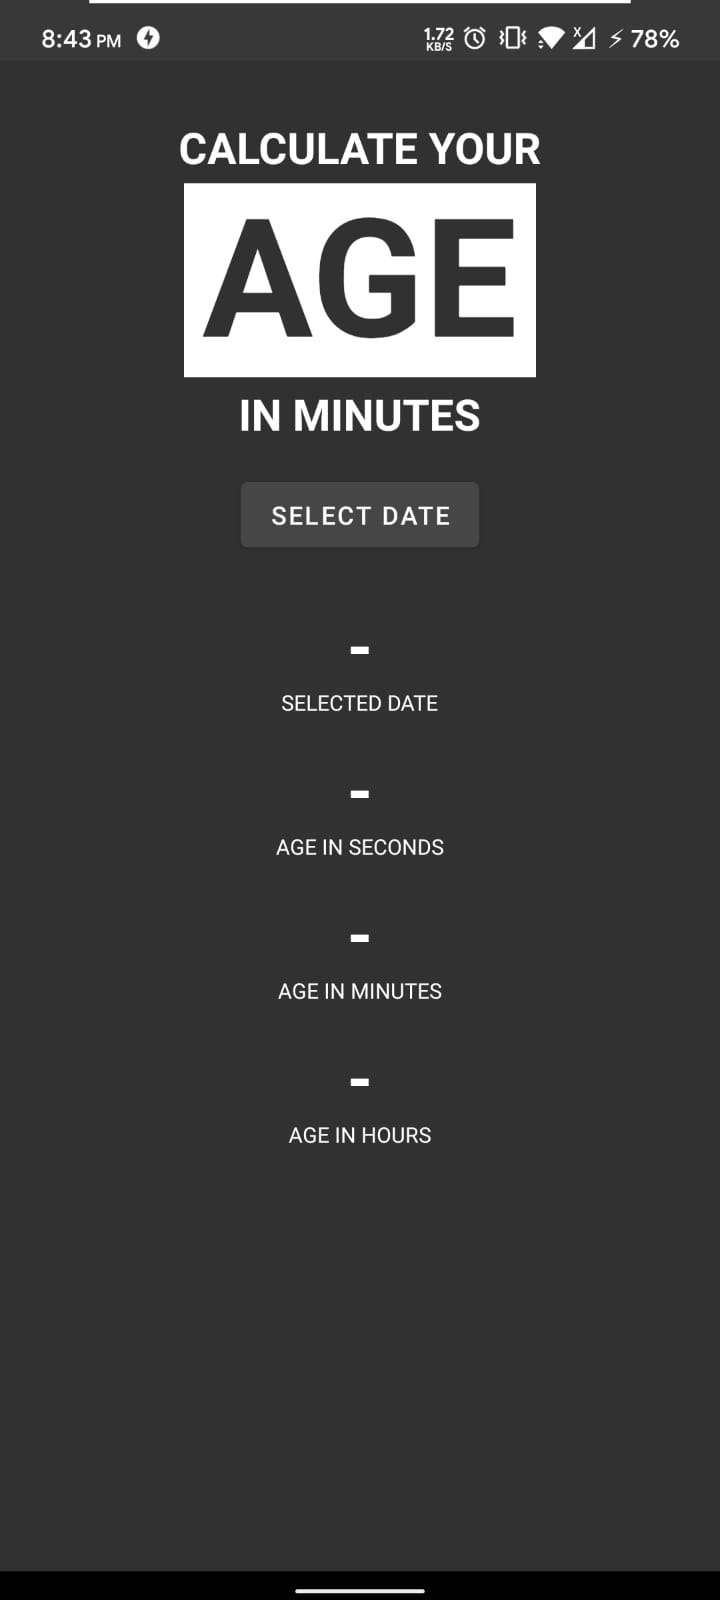 8:43 PM 1.72 KB/S 78%
CALCULATE YOUR
AGE
IN MINUTES
SELECT DATE
-
SELECTED DATE
-
AGE IN SECONDS
-
AGE IN MINUTES
-
AGE IN HOURS